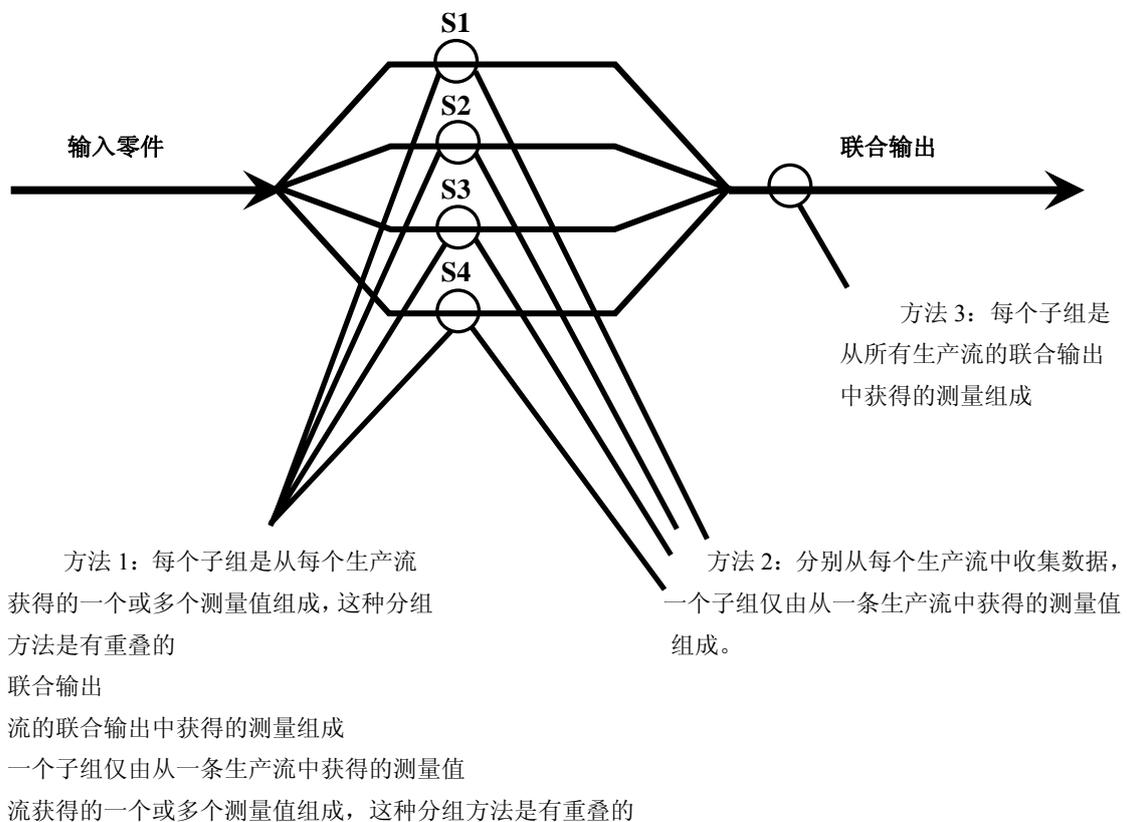 S1
S2
输入零件
联合输出
S3
S4
方法 3：每个子组是
从所有生产流的联合输出
中获得的测量组成
方法 1：每个子组是从每个生产流
获得的一个或多个测量值组成，这种分组
方法是有重叠的
方法 2：分别从每个生产流中收集数据，
一个子组仅由从一条生产流中获得的测量值
组成。
联合输出
流的联合输出中获得的测量组成
一个子组仅由从一条生产流中获得的测量值
流获得的一个或多个测量值组成，这种分组方法是有重叠的